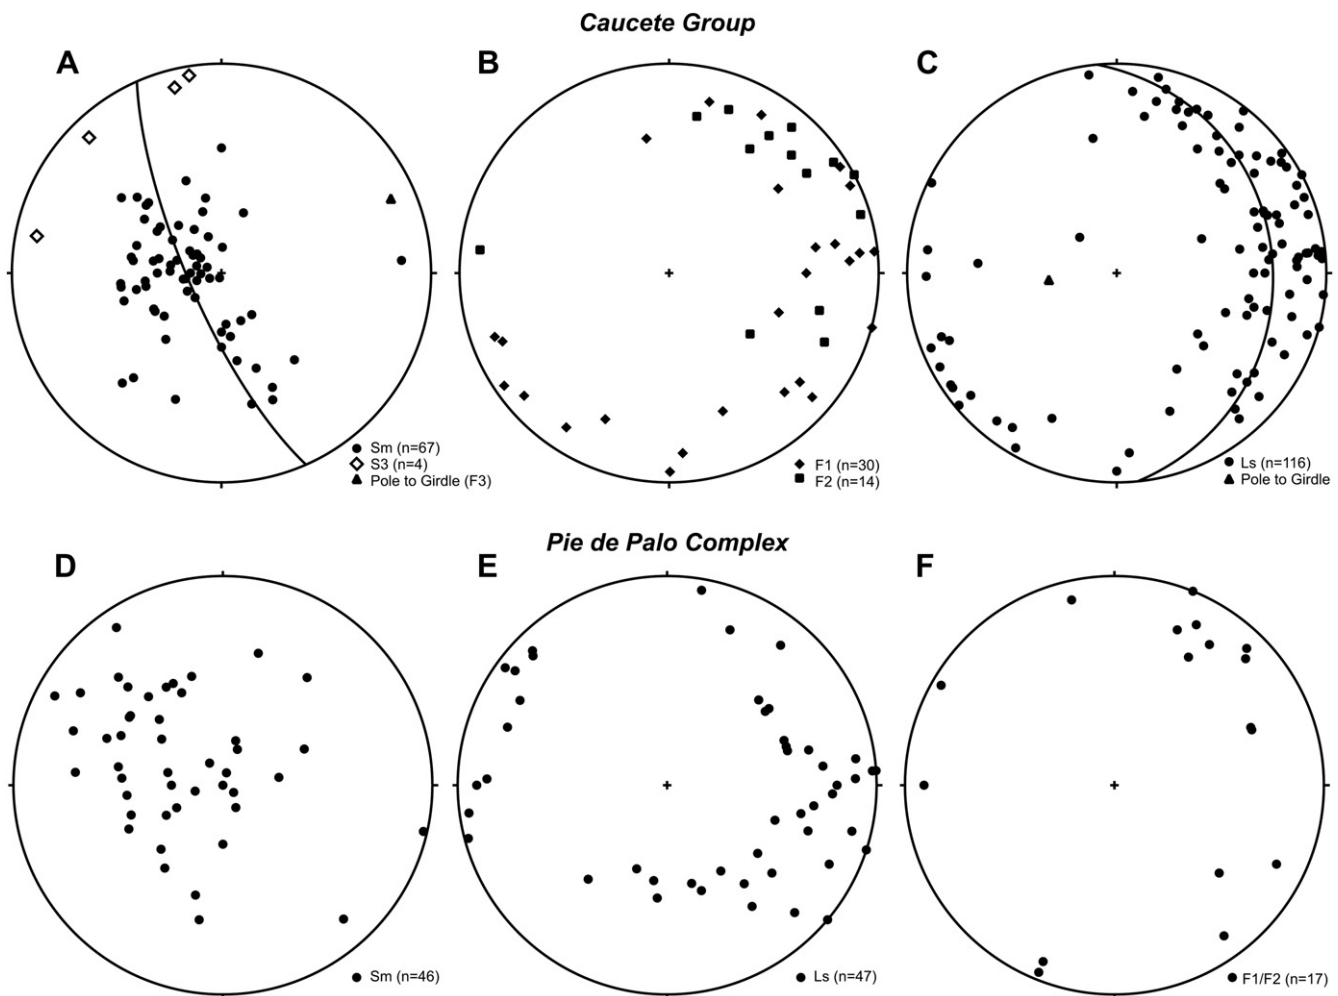 Caucete Group
A
B
C
Sm (n=67)
S3 (n=4)
Pole to Girdle (F3)
F1 (n=30)
F2 (n=14)
Ls (n=116)
Pole to Girdle
Pie de Palo Complex
D
E
F
Sm (n=46)
Ls (n=47)
F1/F2 (n=17)